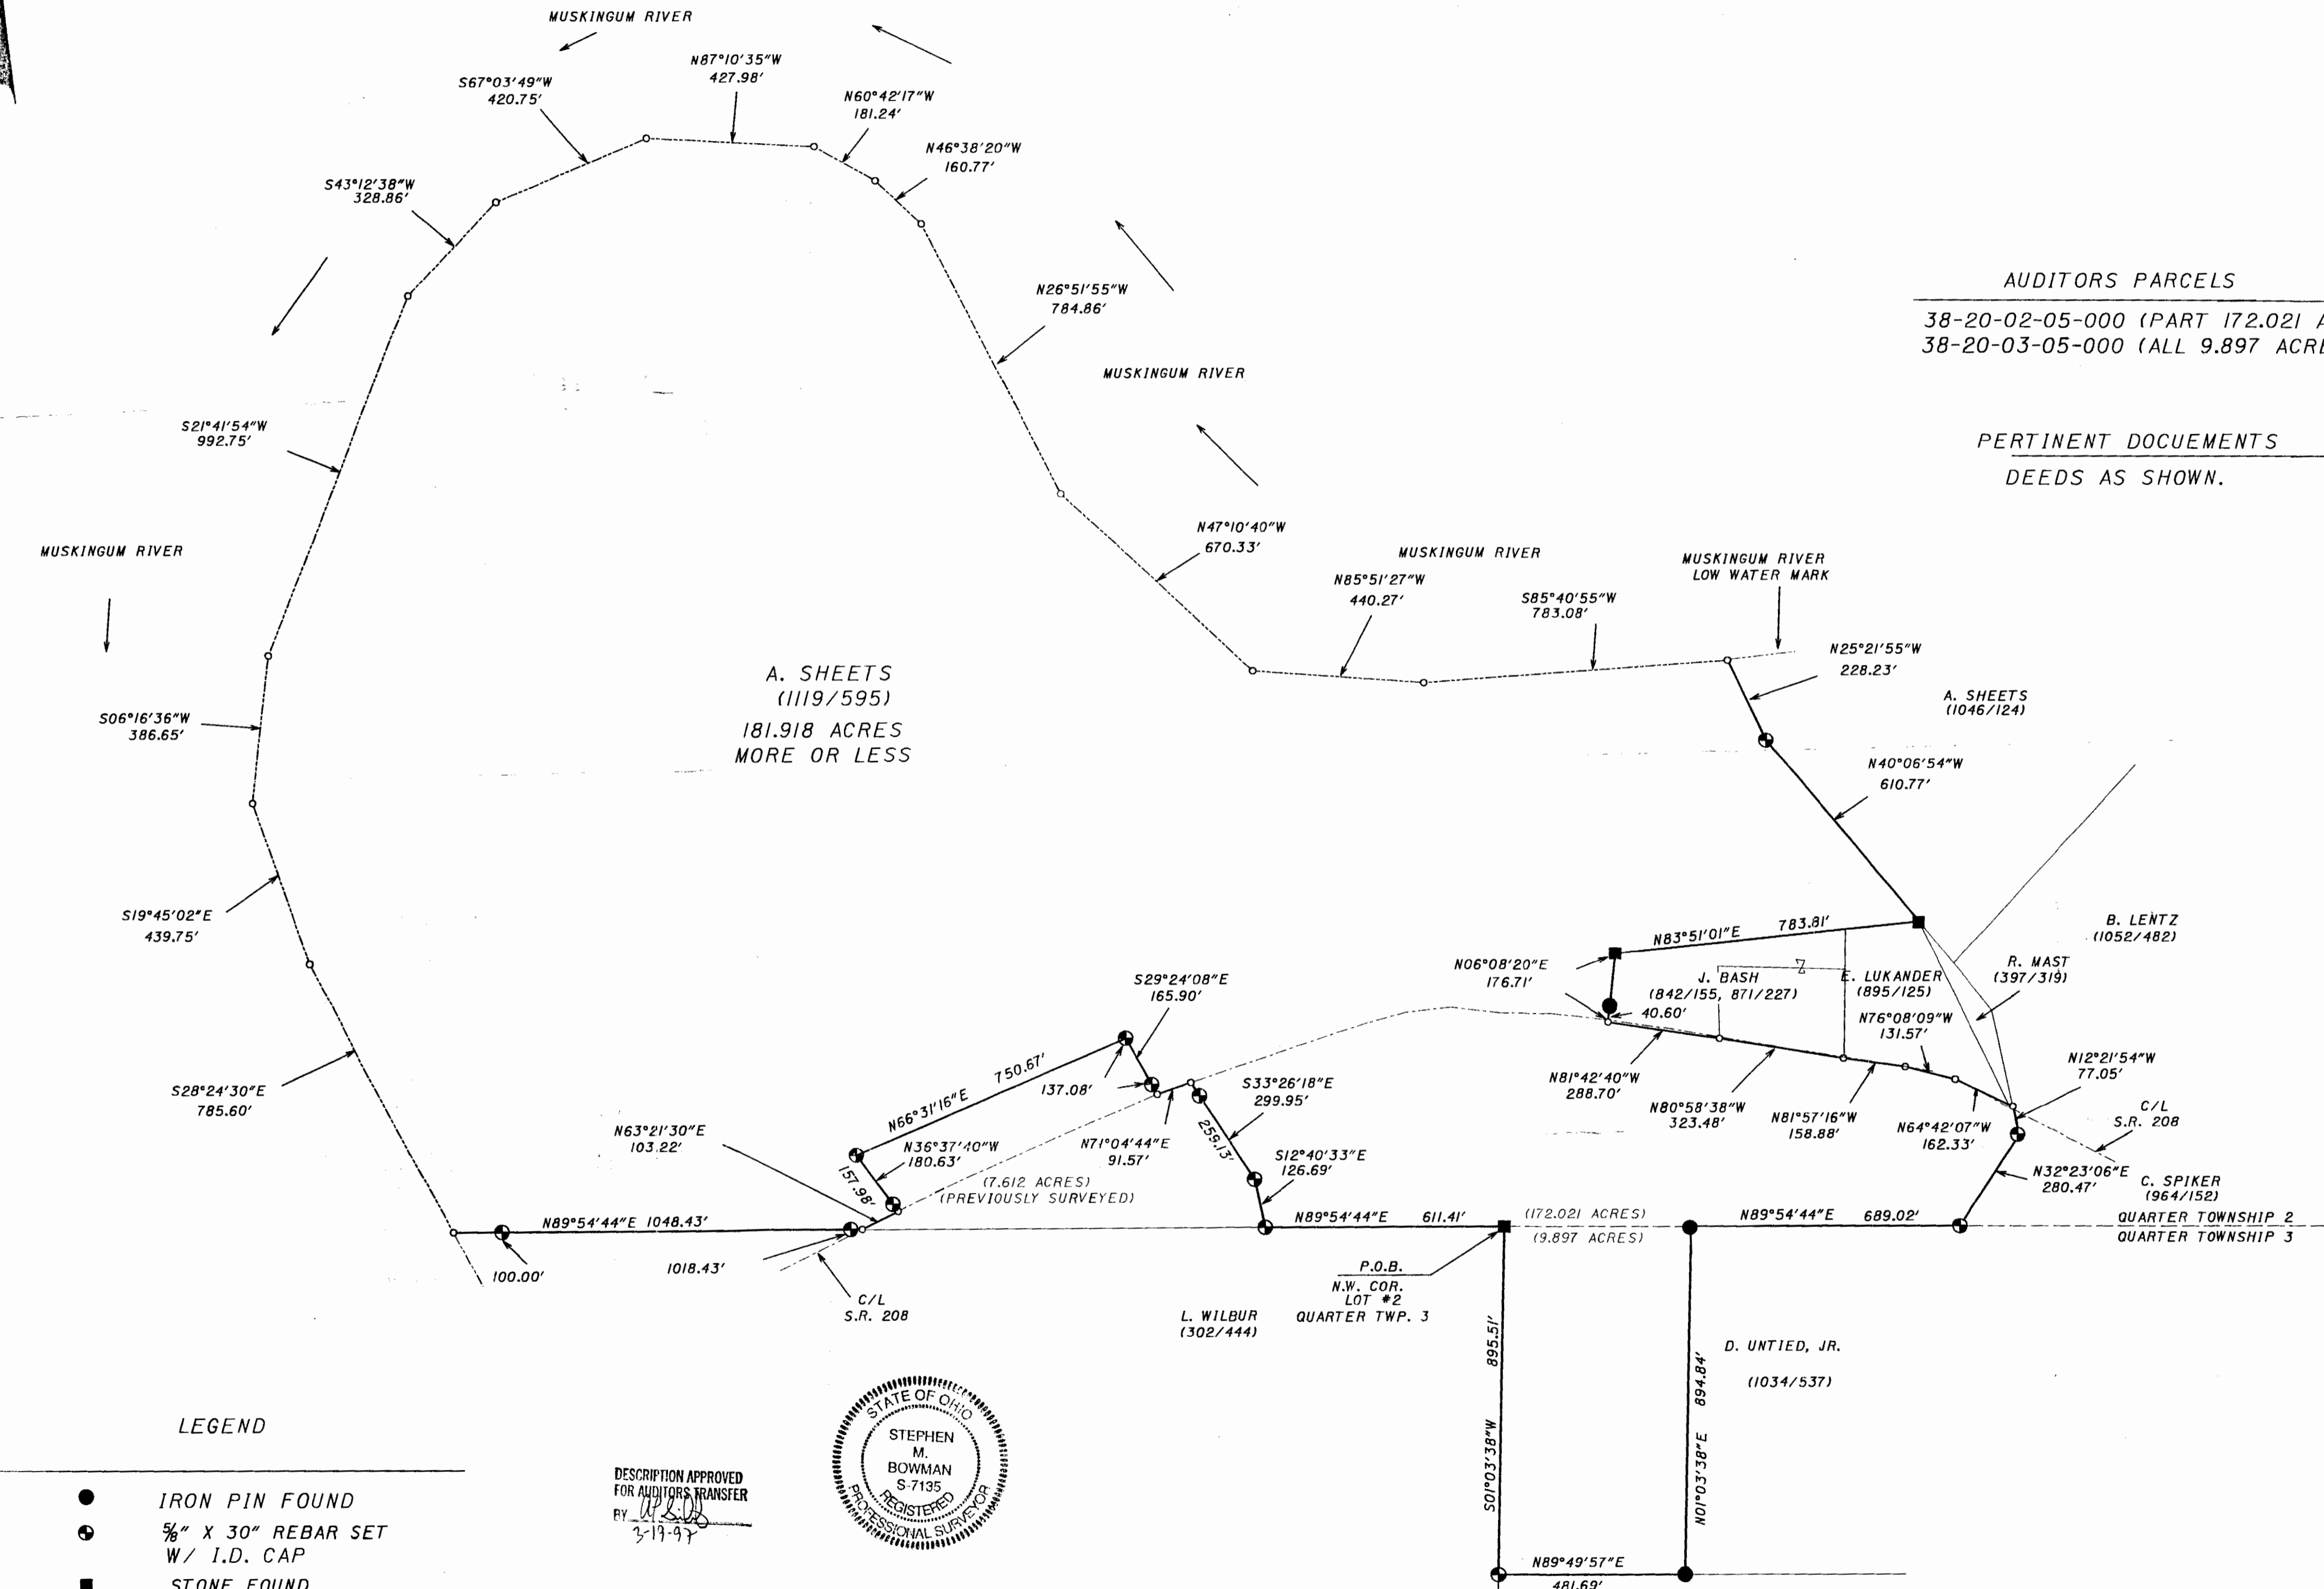 MUSKINGUM RIVER
N87°10'35"W
427.98'
S67°03'49"W
420.75'
N60°42'17"W
181.24'
N46°38'20"W
160.77'
S43°12'38"W
328.86'
N26°51'55"W
784.86'
MUSKINGUM RIVER
AUDITORS PARCELS
38-20-02-05-000 (PART 172.021 A
38-20-03-05-000 (ALL 9.897 ACRE
S21°41'54"W
992.75'
PERTINENT DOCUEMENTS
DEEDS AS SHOWN.
MUSKINGUM RIVER
N47°10'40"W
670.33'
MUSKINGUM RIVER
N85°51'27"W
440.27'
S85°40'55"W
783.08'
MUSKINGUM RIVER
LOW WATER MARK
N25°21'55"W
228.23'
A. SHEETS
(1046/124)
A. SHEETS
(1119/595)
181.918 ACRES
MORE OR LESS
S06°16'36"W
386.65'
N40°06'54"W
610.77'
S19°45'02"E
439.75'
N83°51'01"E 783.81'
B. LENTZ
(1052/482)
R. MAST
(397/319)
N06°08'20"E
176.71'
J. BASH
(842/155, 871/227)
E. LUKANDER
(895/125)
40.60'
N76°08'09"W
131.57'
S29°24'08"E
165.90'
N12°21'54"W
77.05'
S28°24'30"E
785.60'
N66°31'16"E 750.67'
137.08'
S33°26'18"E
299.95'
N81°42'40"W
288.70'
N80°58'38"W
323.48'
N81°57'16"W
158.88'
N64°42'07"W
162.33'
C/L
S.R. 208
N63°21'30"E
103.22'
N36°37'40"W
180.63'
157.98'
N71°04'44"E
91.57'
259.13'
S12°40'33"E
126.69'
N32°23'06"E
280.47'
C. SPIKER
(964/152)
(7.612 ACRES)
(PREVIOUSLY SURVEYED)
N89°54'44"E 1048.43'
N89°54'44"E 611.41'
(172.021 ACRES)
(9.897 ACRES)
N89°54'44"E 689.02'
QUARTER TOWNSHIP 2
QUARTER TOWNSHIP 3
100.00'
1018.43'
C/L
S.R. 208
P.O.B.
N.W. COR.
LOT #2
QUARTER TWP. 3
L. WILBUR
(302/444)
D. UNTIED, JR.
(1034/537)
S01°03'38"W 895.51'
N01°03'38"E 894.84'
N89°49'57"E
481.69'
LEGEND
IRON PIN FOUND
5/8" X 30" REBAR SET
W/ I.D. CAP
STONE FOUND
DESCRIPTION APPROVED
FOR AUDITORS TRANSFER
BY
3-19-97
STATE OF OHIO
STEPHEN
M.
BOWMAN
S-7135
REGISTERED
PROFESSIONAL SURVEYOR